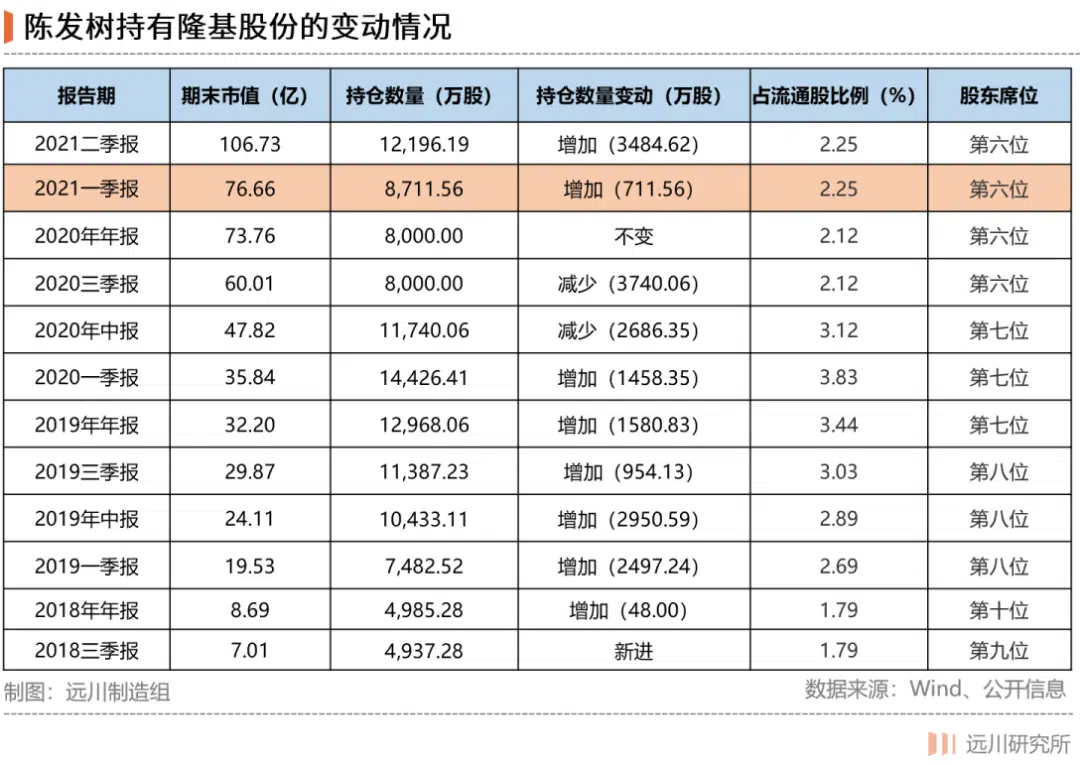 陈发树持有隆基股份的变动情况
报告期 期末市值（亿） 持仓数量（万股） 持仓数量变动（万股） 占流通股比例（%） 股东席位
2021二季报 106.73 12,196.19 增加（3484.62） 2.25 第六位
2021一季报 76.66 8,711.56 增加（711.56） 2.25 第六位
2020年年报 73.76 8,000.00 不变 2.12 第六位
2020三季报 60.01 8,000.00 减少（3740.06） 2.12 第六位
2020年中报 47.82 11,740.06 减少（2686.35） 3.12 第七位
2020一季报 35.84 14,426.41 增加（1458.35） 3.83 第七位
2019年年报 32.20 12,968.06 增加（1580.83） 3.44 第七位
2019三季报 29.87 11,387.23 增加（954.13） 3.03 第八位
2019年中报 24.11 10,433.11 增加（2950.59） 2.89 第八位
2019一季报 19.53 7,482.52 增加（2497.24） 2.69 第八位
2018年年报 8.69 4,985.28 增加（48.00） 1.79 第十位
2018三季报 7.01 4,937.28 新进 1.79 第九位
制图：远川制造组 数据来源：Wind、公开信息
远川研究所